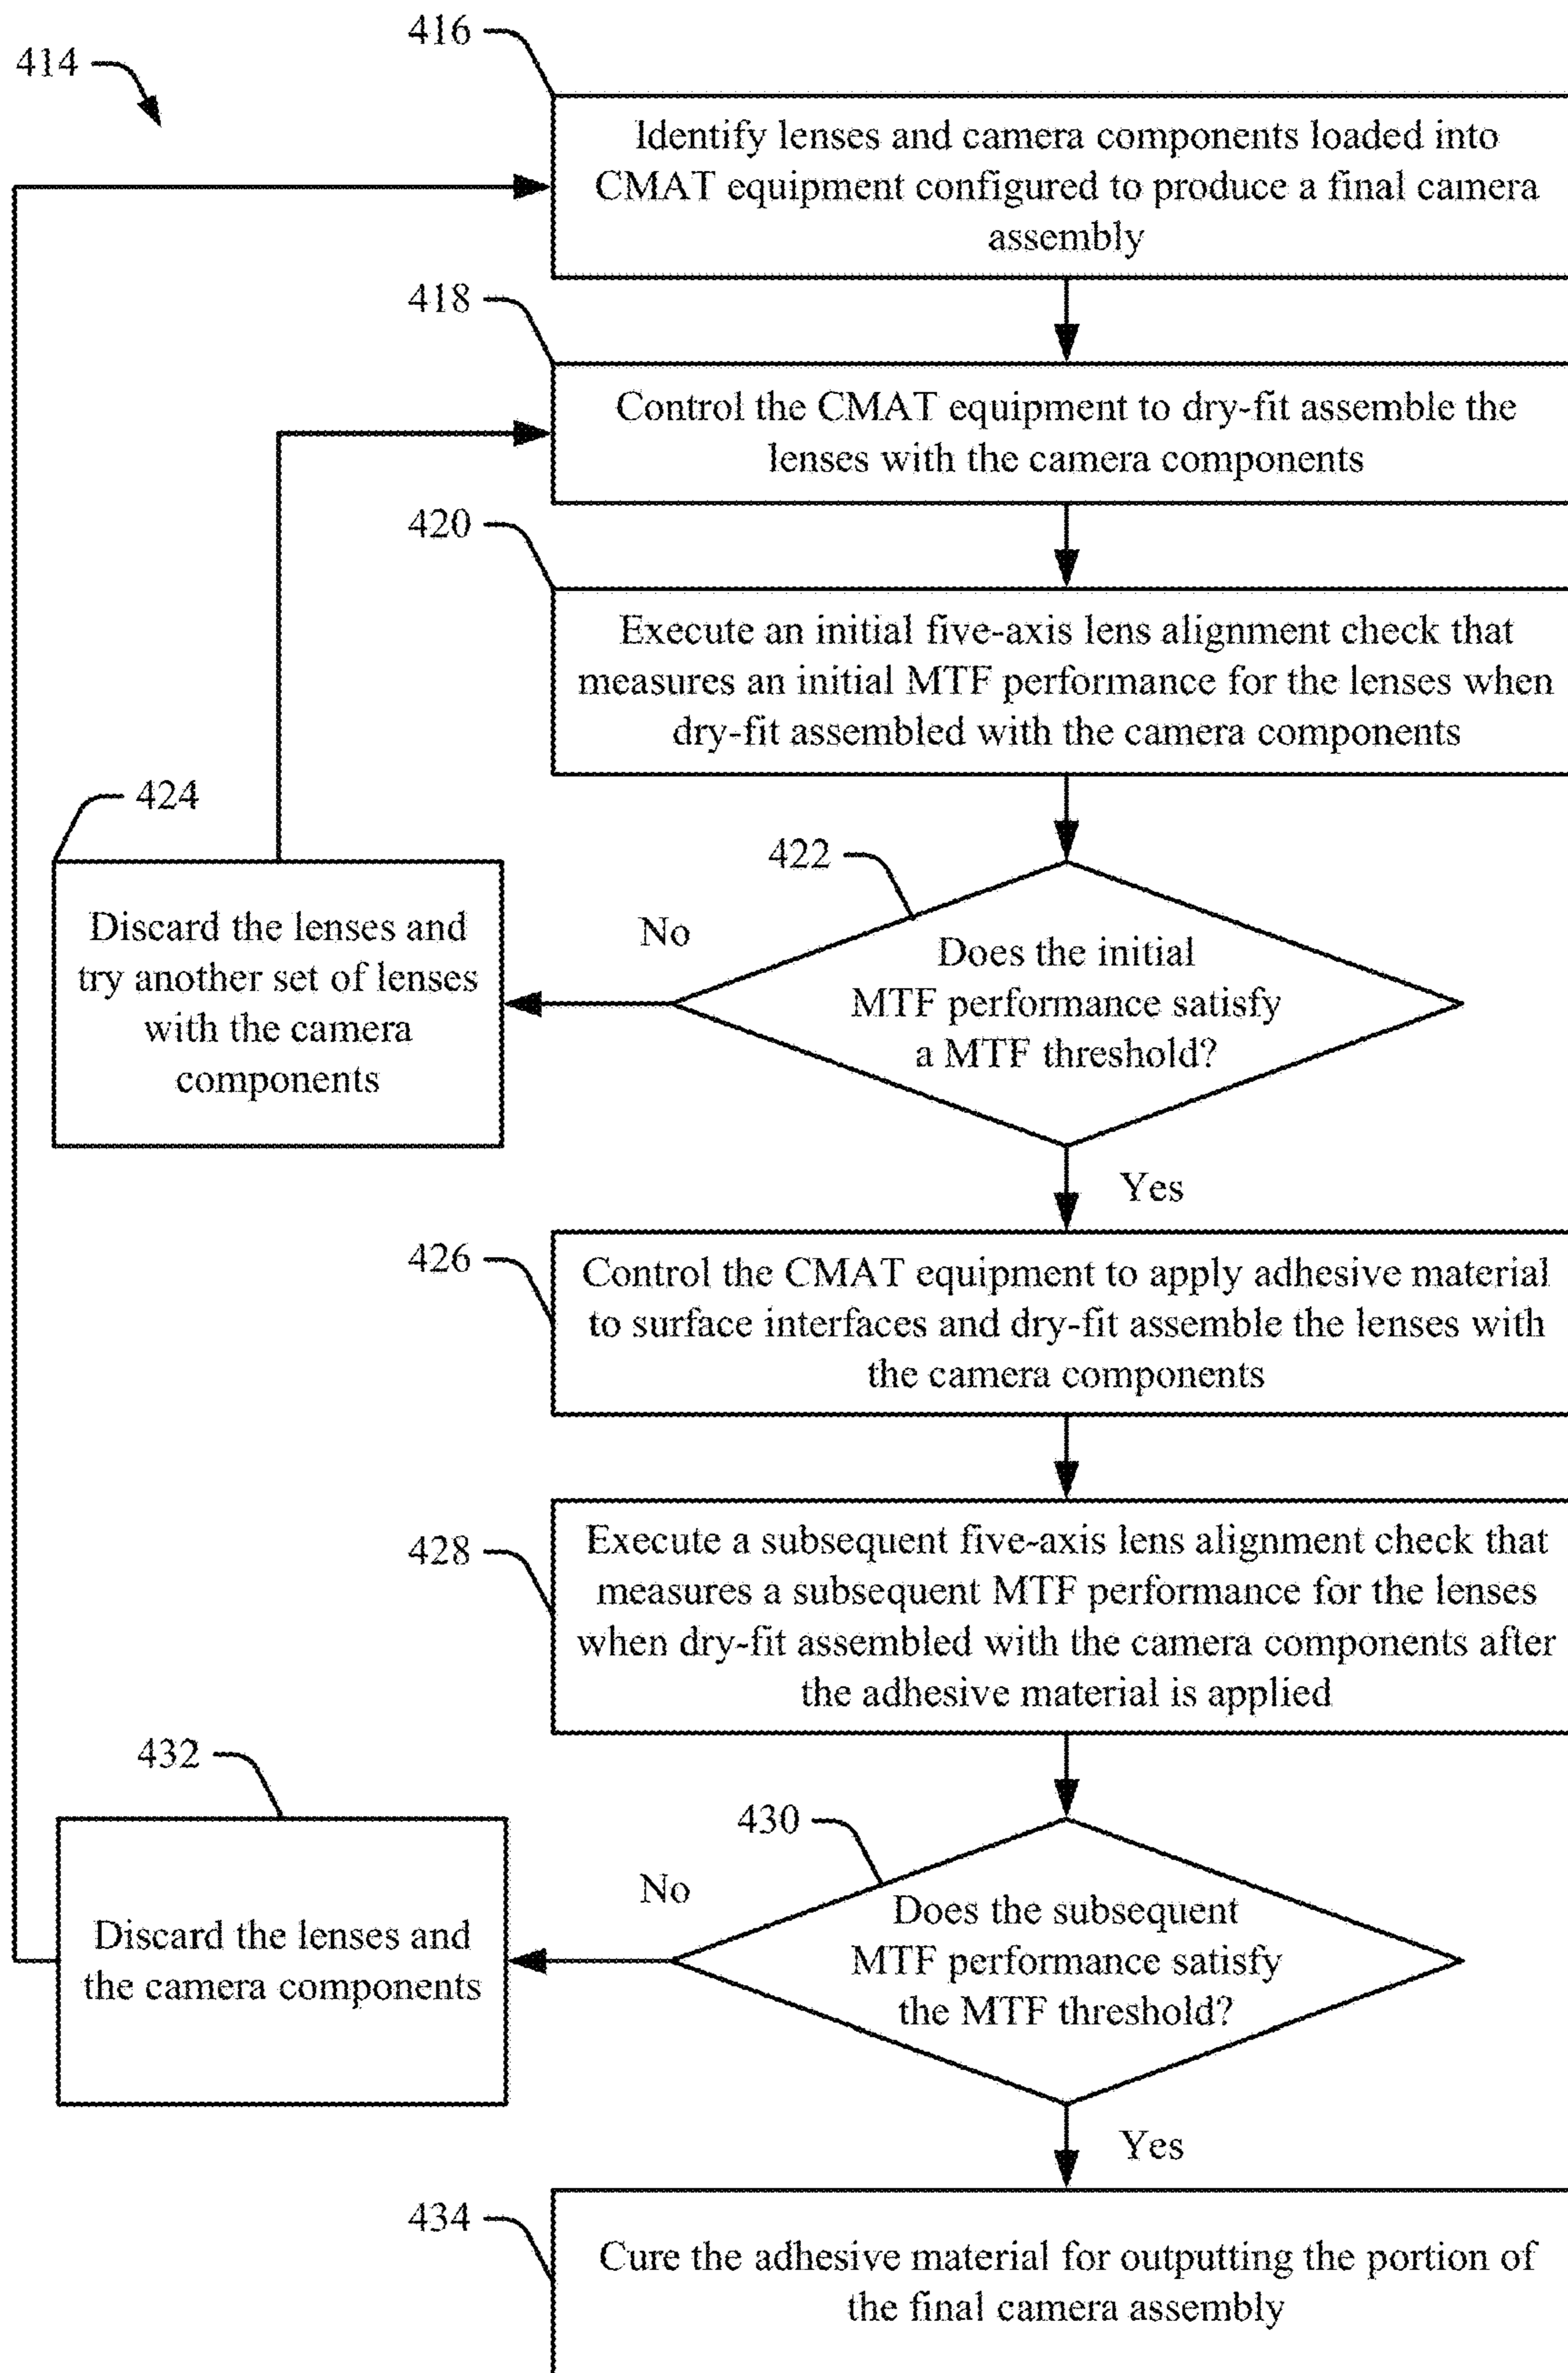 414
416
Identify lenses and camera components loaded into
CMAT equipment configured to produce a final camera
assembly
418
Control the CMAT equipment to dry-fit assemble the
lenses with the camera components
420
Execute an initial five-axis lens alignment check that
measures an initial MTF performance for the lenses when
dry-fit assembled with the camera components
424
Discard the lenses and
try another set of lenses
with the camera
components
No
422
Does the initial
MTF performance satisfy
a MTF threshold?
Yes
426
Control the CMAT equipment to apply adhesive material
to surface interfaces and dry-fit assemble the lenses with
the camera components
428
Execute a subsequent five-axis lens alignment check that
measures a subsequent MTF performance for the lenses
when dry-fit assembled with the camera components after
the adhesive material is applied
432
Discard the lenses and
the camera components
No
430
Does the subsequent
MTF performance satisfy
the MTF threshold?
Yes
434
Cure the adhesive material for outputting the portion of
the final camera assembly